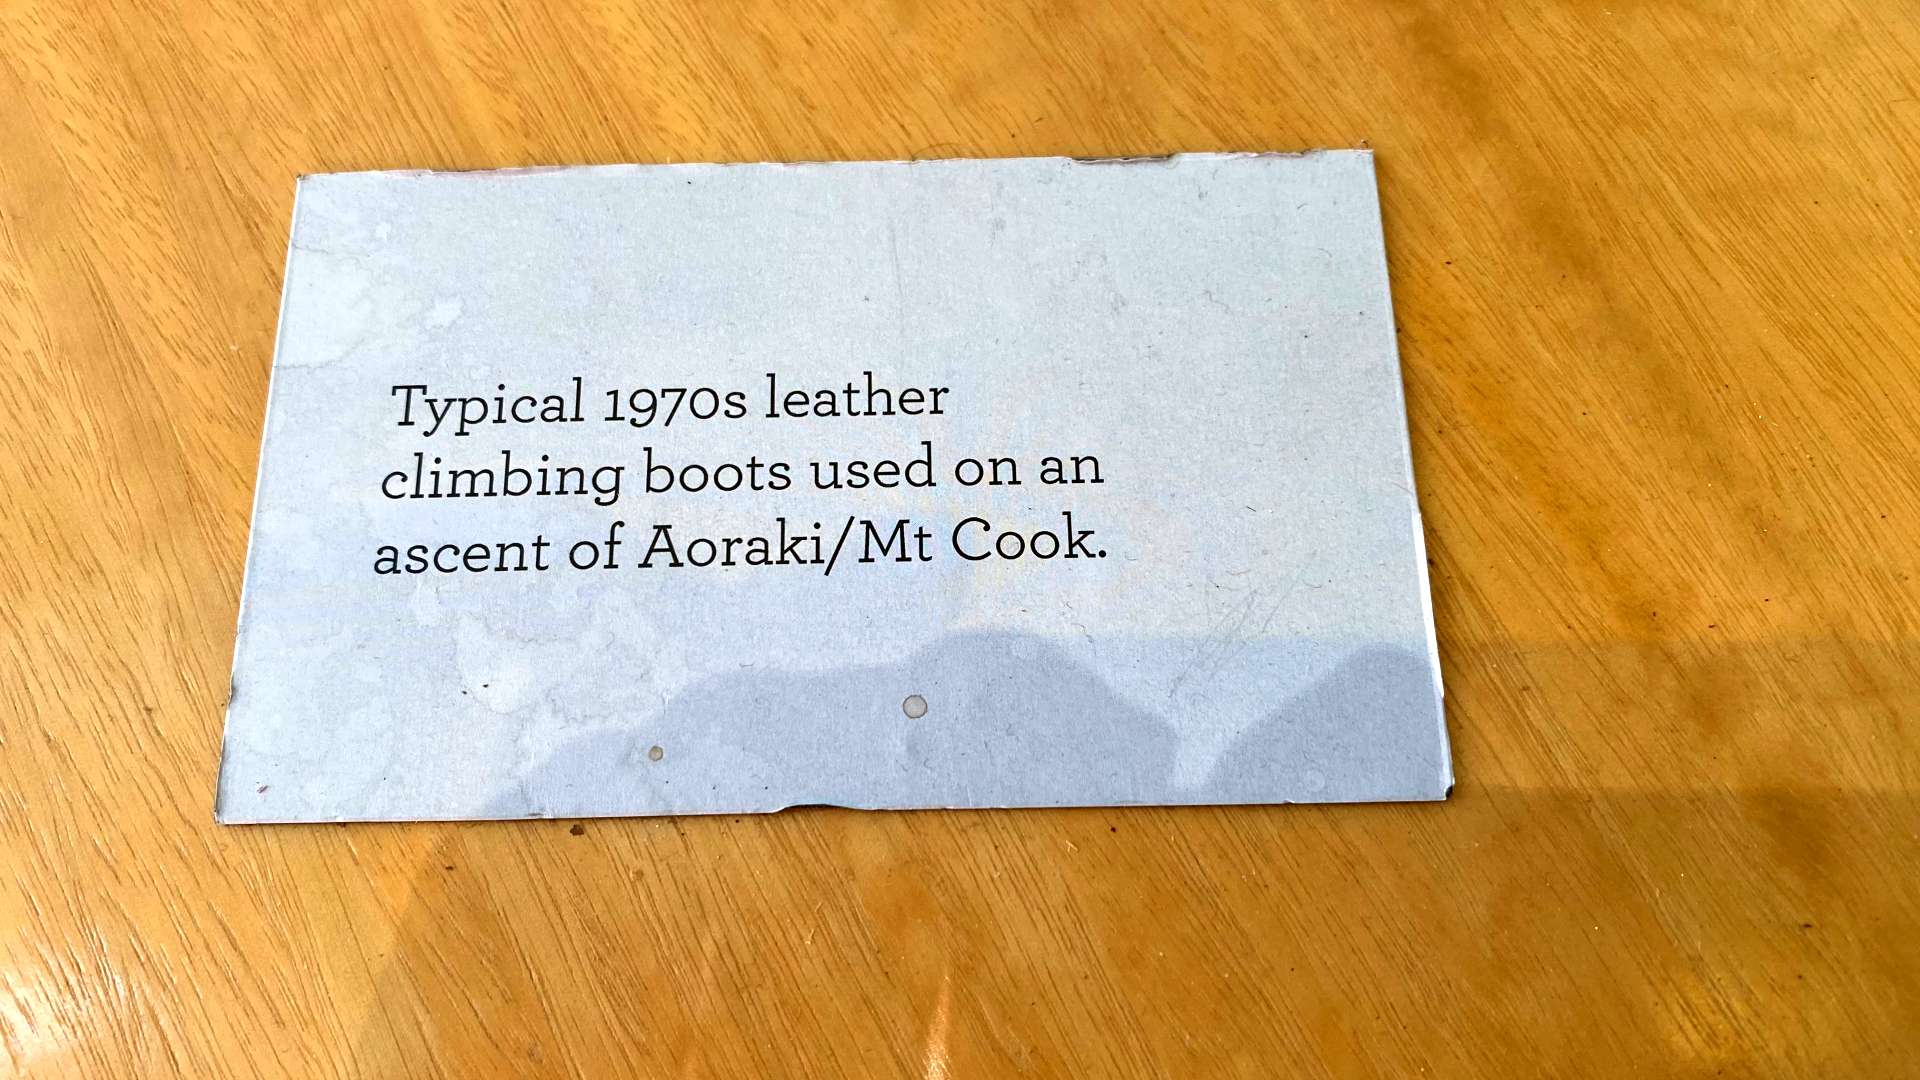 Typical 1970s leather
climbing boots used on an
ascent of Aoraki/Mt Cook.